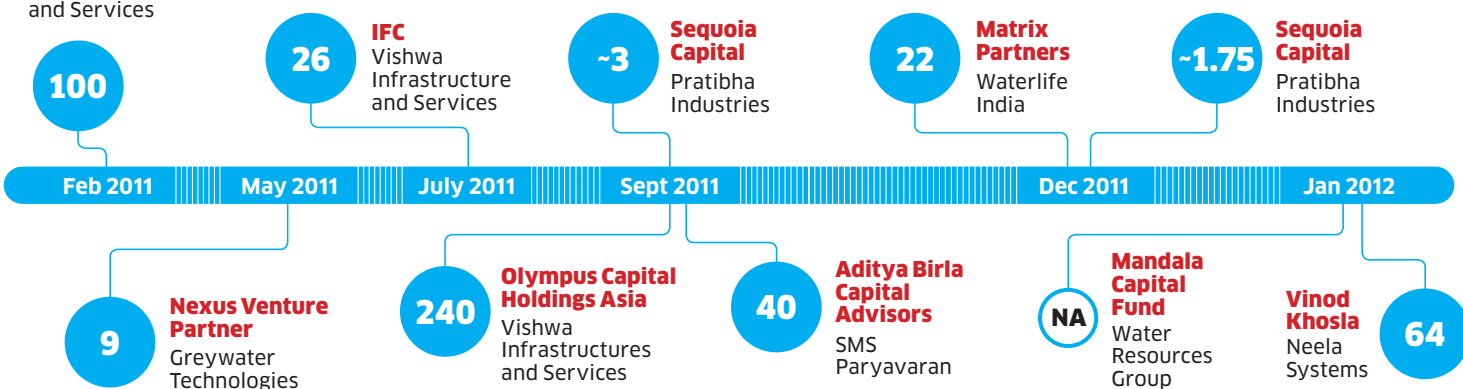 and Services
100
26
IFC
Vishwa
Infrastructure
and Services
~3
Sequoia
Capital
Pratibha
Industries
22
Matrix
Partners
Waterlife
India
~1.75
Sequoia
Capital
Pratibha
Industries
Feb 2011
May 2011
July 2011
Sept 2011
Dec 2011
Jan 2012
9
Nexus Venture
Partner
Greywater
Technologies
240
Olympus Capital
Holdings Asia
Vishwa
Infrastructures
and Services
40
Aditya Birla
Capital
Advisors
SMS
Paryavaran
NA
Mandala
Capital
Fund
Water
Resources
Group
Vinod
Khosla
Neela
Systems
64